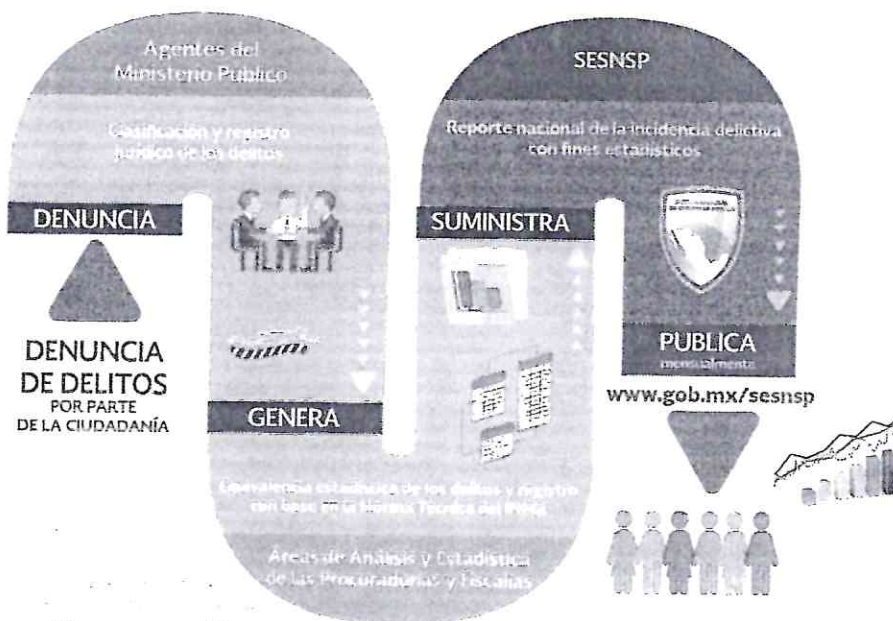 Agentes del
Ministerio Público
Clasificación y registro
jurídico de los delitos
DENUNCIA
DENUNCIA
DE DELITOS
POR PARTE
DE LA CIUDADANÍA
GENERA
Equivalencia estadística de los delitos y registro
con base en la Norma Técnica del
Áreas de Análisis y Estadística
de las Procuradurías y Fiscalías
SUMINISTRA
SESNSP
Reporte nacional de la incidencia delictiva
con fines estadísticos
PUBLICA
mensualmente
www.gob.mx/sesnsp